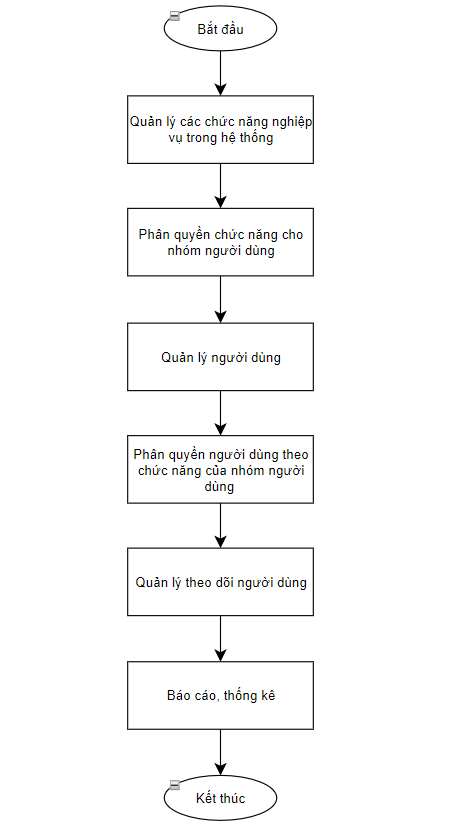 Bắt đầu
Quản lý các chức năng nghiệp
vụ trong hệ thống
Phân quyền chức năng cho
nhóm người dùng
Quản lý người dùng
Phân quyền người dùng theo
chức năng của nhóm người
dùng
Quản lý theo dõi người dùng
Báo cáo, thống kê
Kết thúc